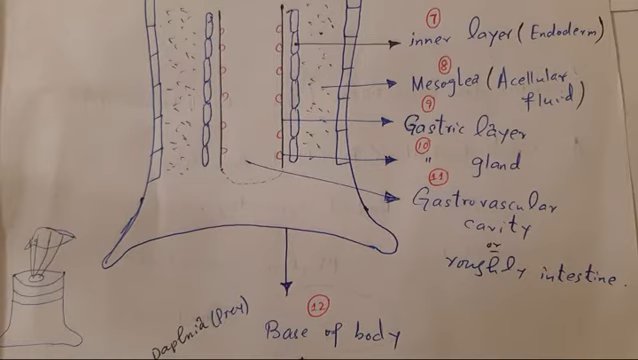 7
inner layer (Endoderm)
8
Mesoglea (Acellular
fluid)
9
Gastric layer
10
" gland
11
Gastrovascular
cavity
or
roughly intestine.
12
Base of body
Daphnia (Prey)